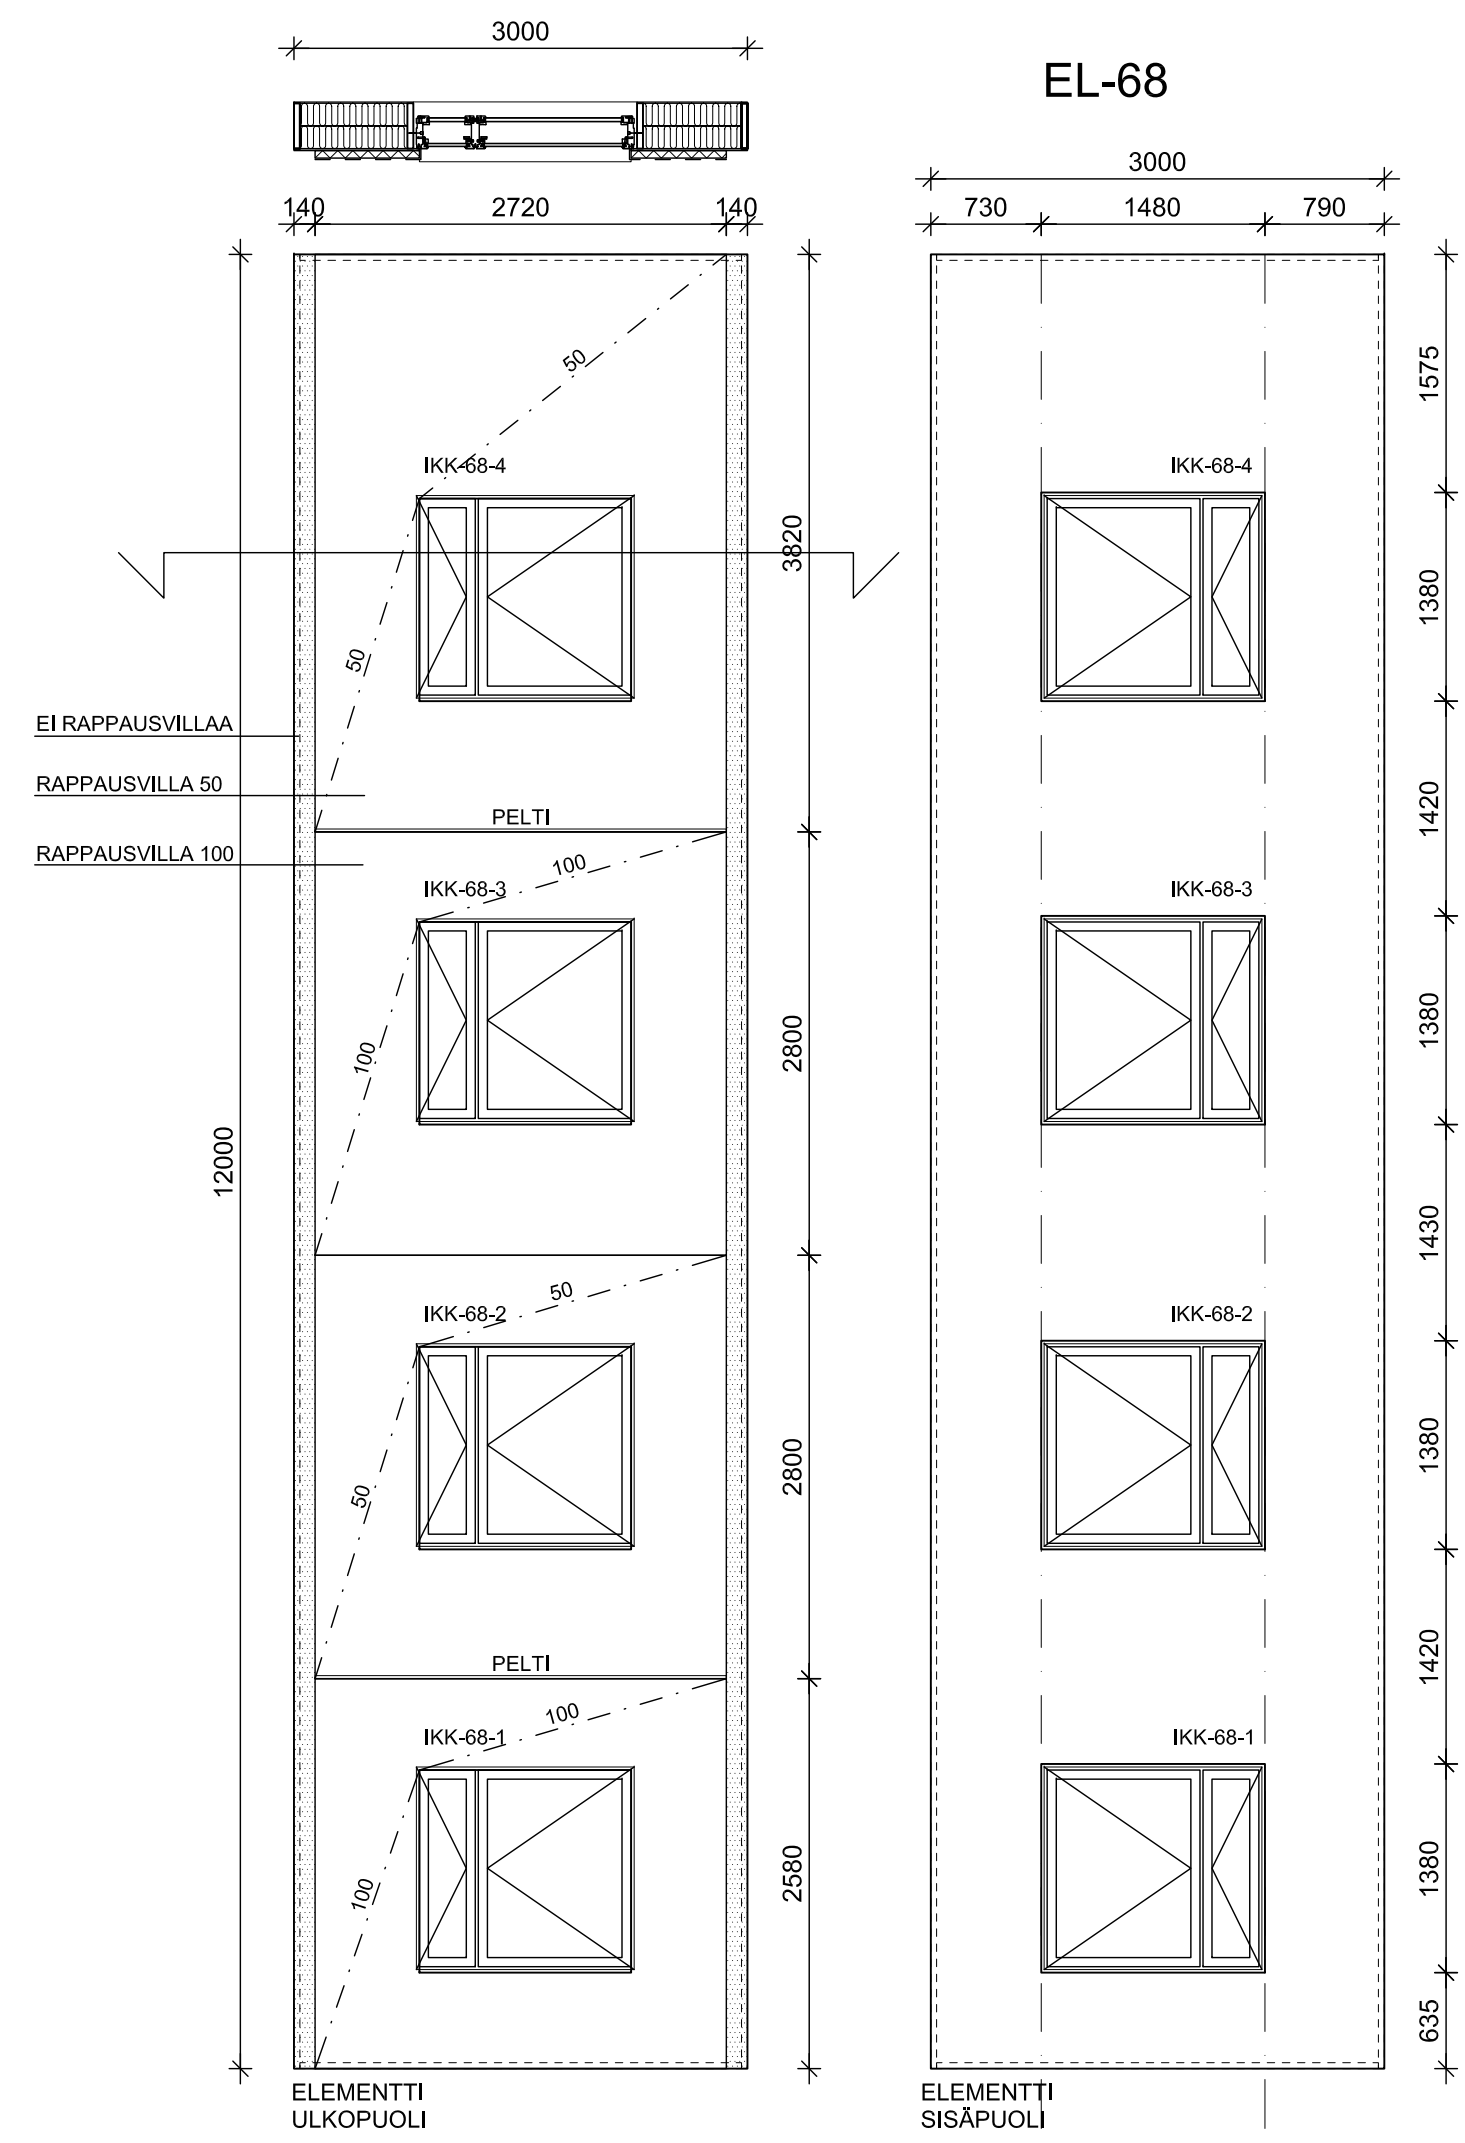 3000
EL-68
3000
140
2720
140
730
1480
790
50
1575
IKK-68-4
IKK-68-4
3820
1380
50
EI RAPPAUSVILLAA
RAPPAUSVILLA 50
PELTI
1420
RAPPAUSVILLA 100
100
IKK-68-3
IKK-68-3
100
2800
1380
12000
1430
50
IKK-68-2
IKK-68-2
50
2800
1380
PELTI
1420
100
IKK-68-1
IKK-68-1
100
2580
1380
635
ELEMENTTI
ULKOPUOLI
ELEMENTTI
SISÄPUOLI